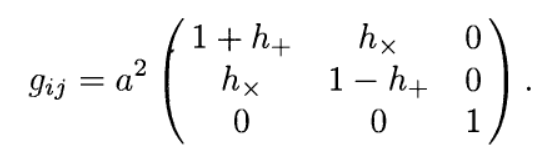 g_{ij} = a^2 \begin{pmatrix} 1 + h_+ & h_\times & 0 \\ h_\times & 1 - h_+ & 0 \\ 0 & 0 & 1 \end{pmatrix}.